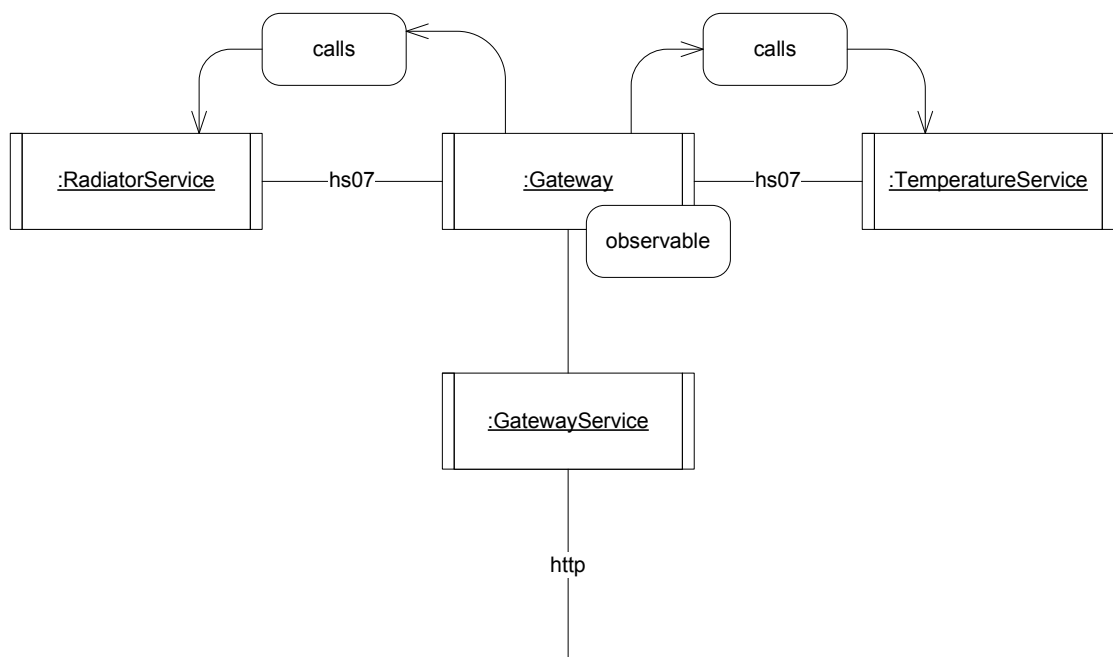 calls
calls
:RadiatorService
hs07
:Gateway
hs07
:TemperatureService
observable
:GatewayService
http